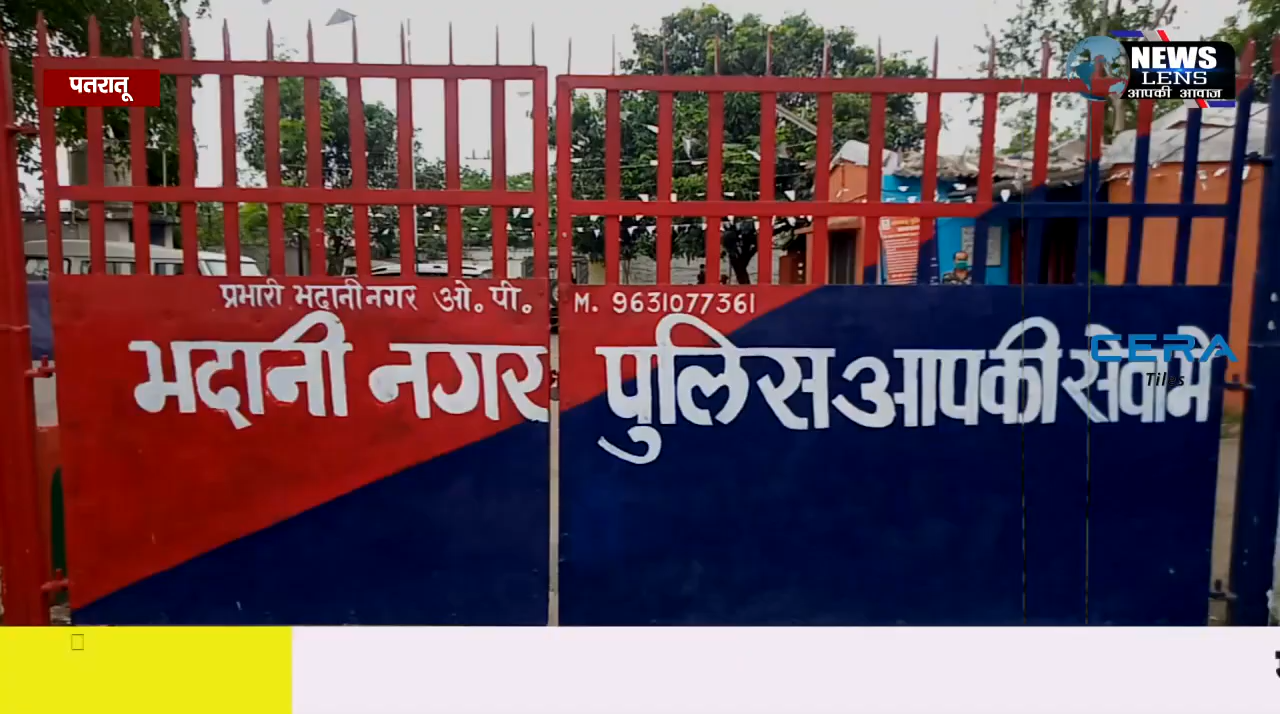 पतरातू
NEWS
LENS
आपकी आवाज
प्रभारी भदानी नगर ओ. पी. M. 9631077361
भदानी नगर पुलिस आपकी सेवा में
CERA
Tiles